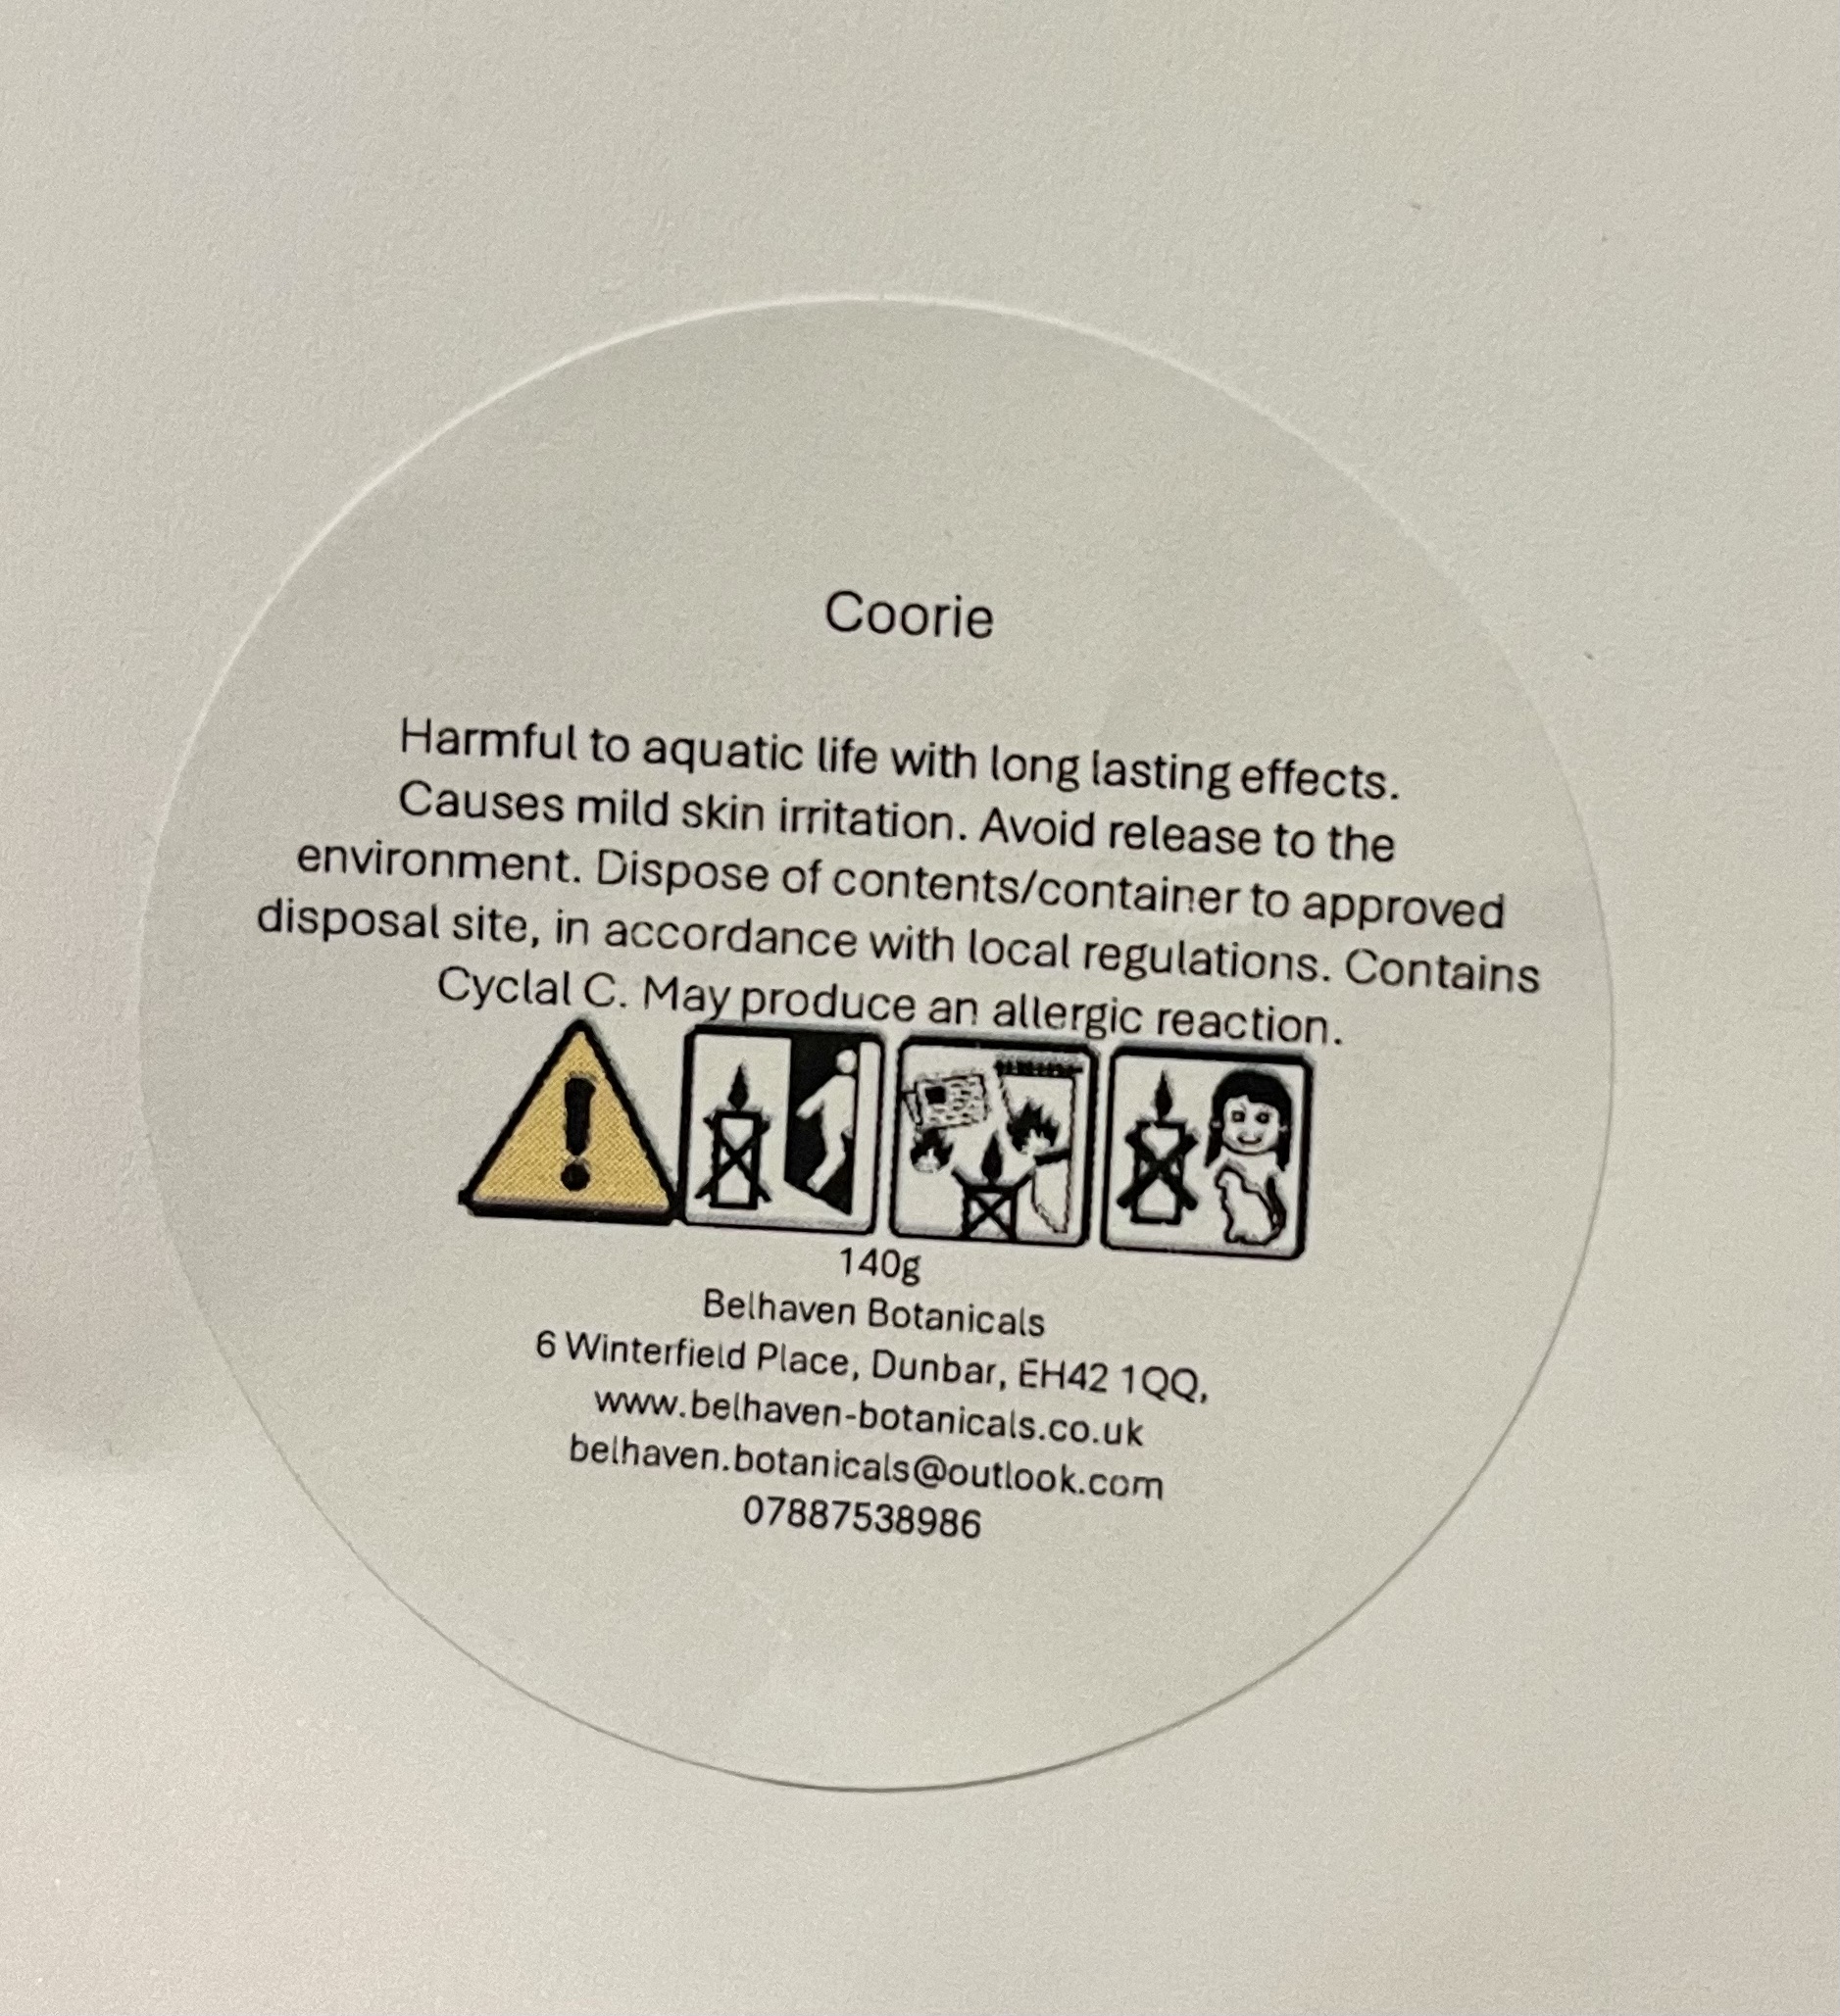 Coorie
Harmful to aquatic life with long lasting effects.
Causes mild skin irritation. Avoid release to the
environment. Dispose of contents/container to approved
disposal site, in accordance with local regulations. Contains
Cyclal C. May produce an allergic reaction.
140g
Belhaven Botanicals
6 Winterfield Place, Dunbar, EH42 1QQ,
www.belhaven-botanicals.co.uk
belhaven.botanicals@outlook.com
07887538986